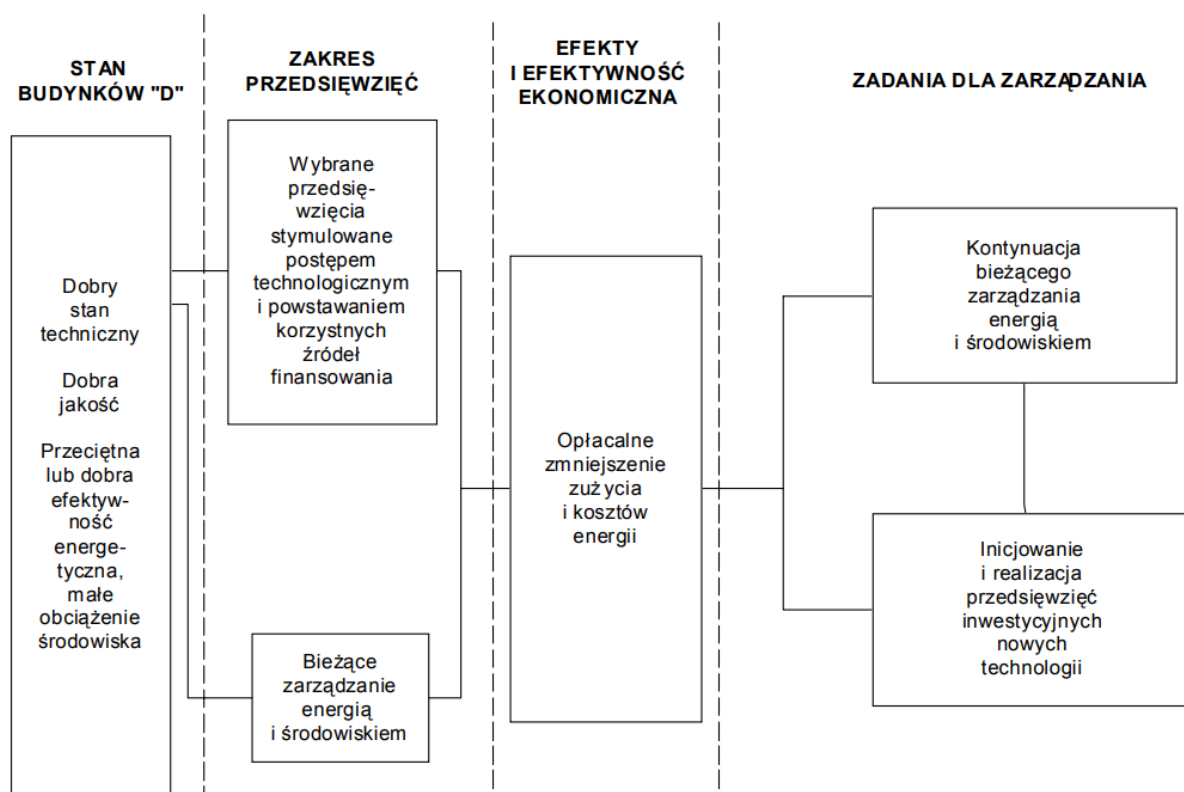 STAN
BUDYNKÓW "D"
ZAKRES
PRZEDSIĘWZIĘĆ
EFEKTY
I EFEKTYWNOŚĆ
EKONOMICZNA
ZADANIA DLA ZARZĄDZANIA
Dobry
stan
techniczny
Dobra
jakość
Przeciętna
lub dobra
efektyw-
ność
energe-
tyczna,
małe
obciążenie
środowiska
Wybrane
przedsię-
wzięcia
stymulowane
postępem
technologicznym
i powstawaniem
korzystnych
źródeł
finansowania
Bieżące
zarządzanie
energią
i środowiskiem
Opłacalne
zmniejszenie
zużycia
i kosztów
energii
Kontynuacja
bieżącego
zarządzania
energią
i środowiskiem
Inicjowanie
i realizacja
przedsięwzięć
inwestycyjnych
nowych
technologii